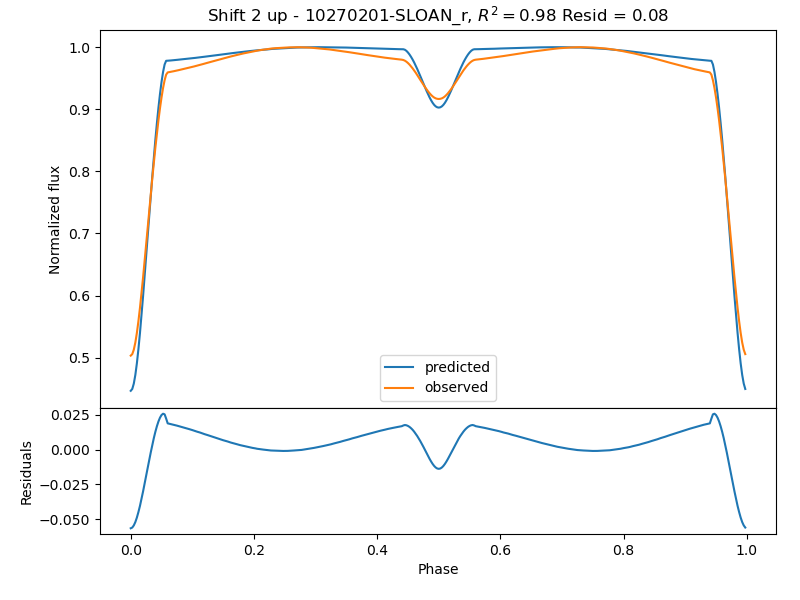 Shift 2 up - 10270201-SLOAN_r, R² = 0.98 Resid = 0.08
1.0
0.9
0.8
0.7
0.6
0.5
Normalized flux
predicted
observed
0.025
0.000
−0.025
−0.050
Residuals
0.0 0.2 0.4 0.6 0.8 1.0
Phase